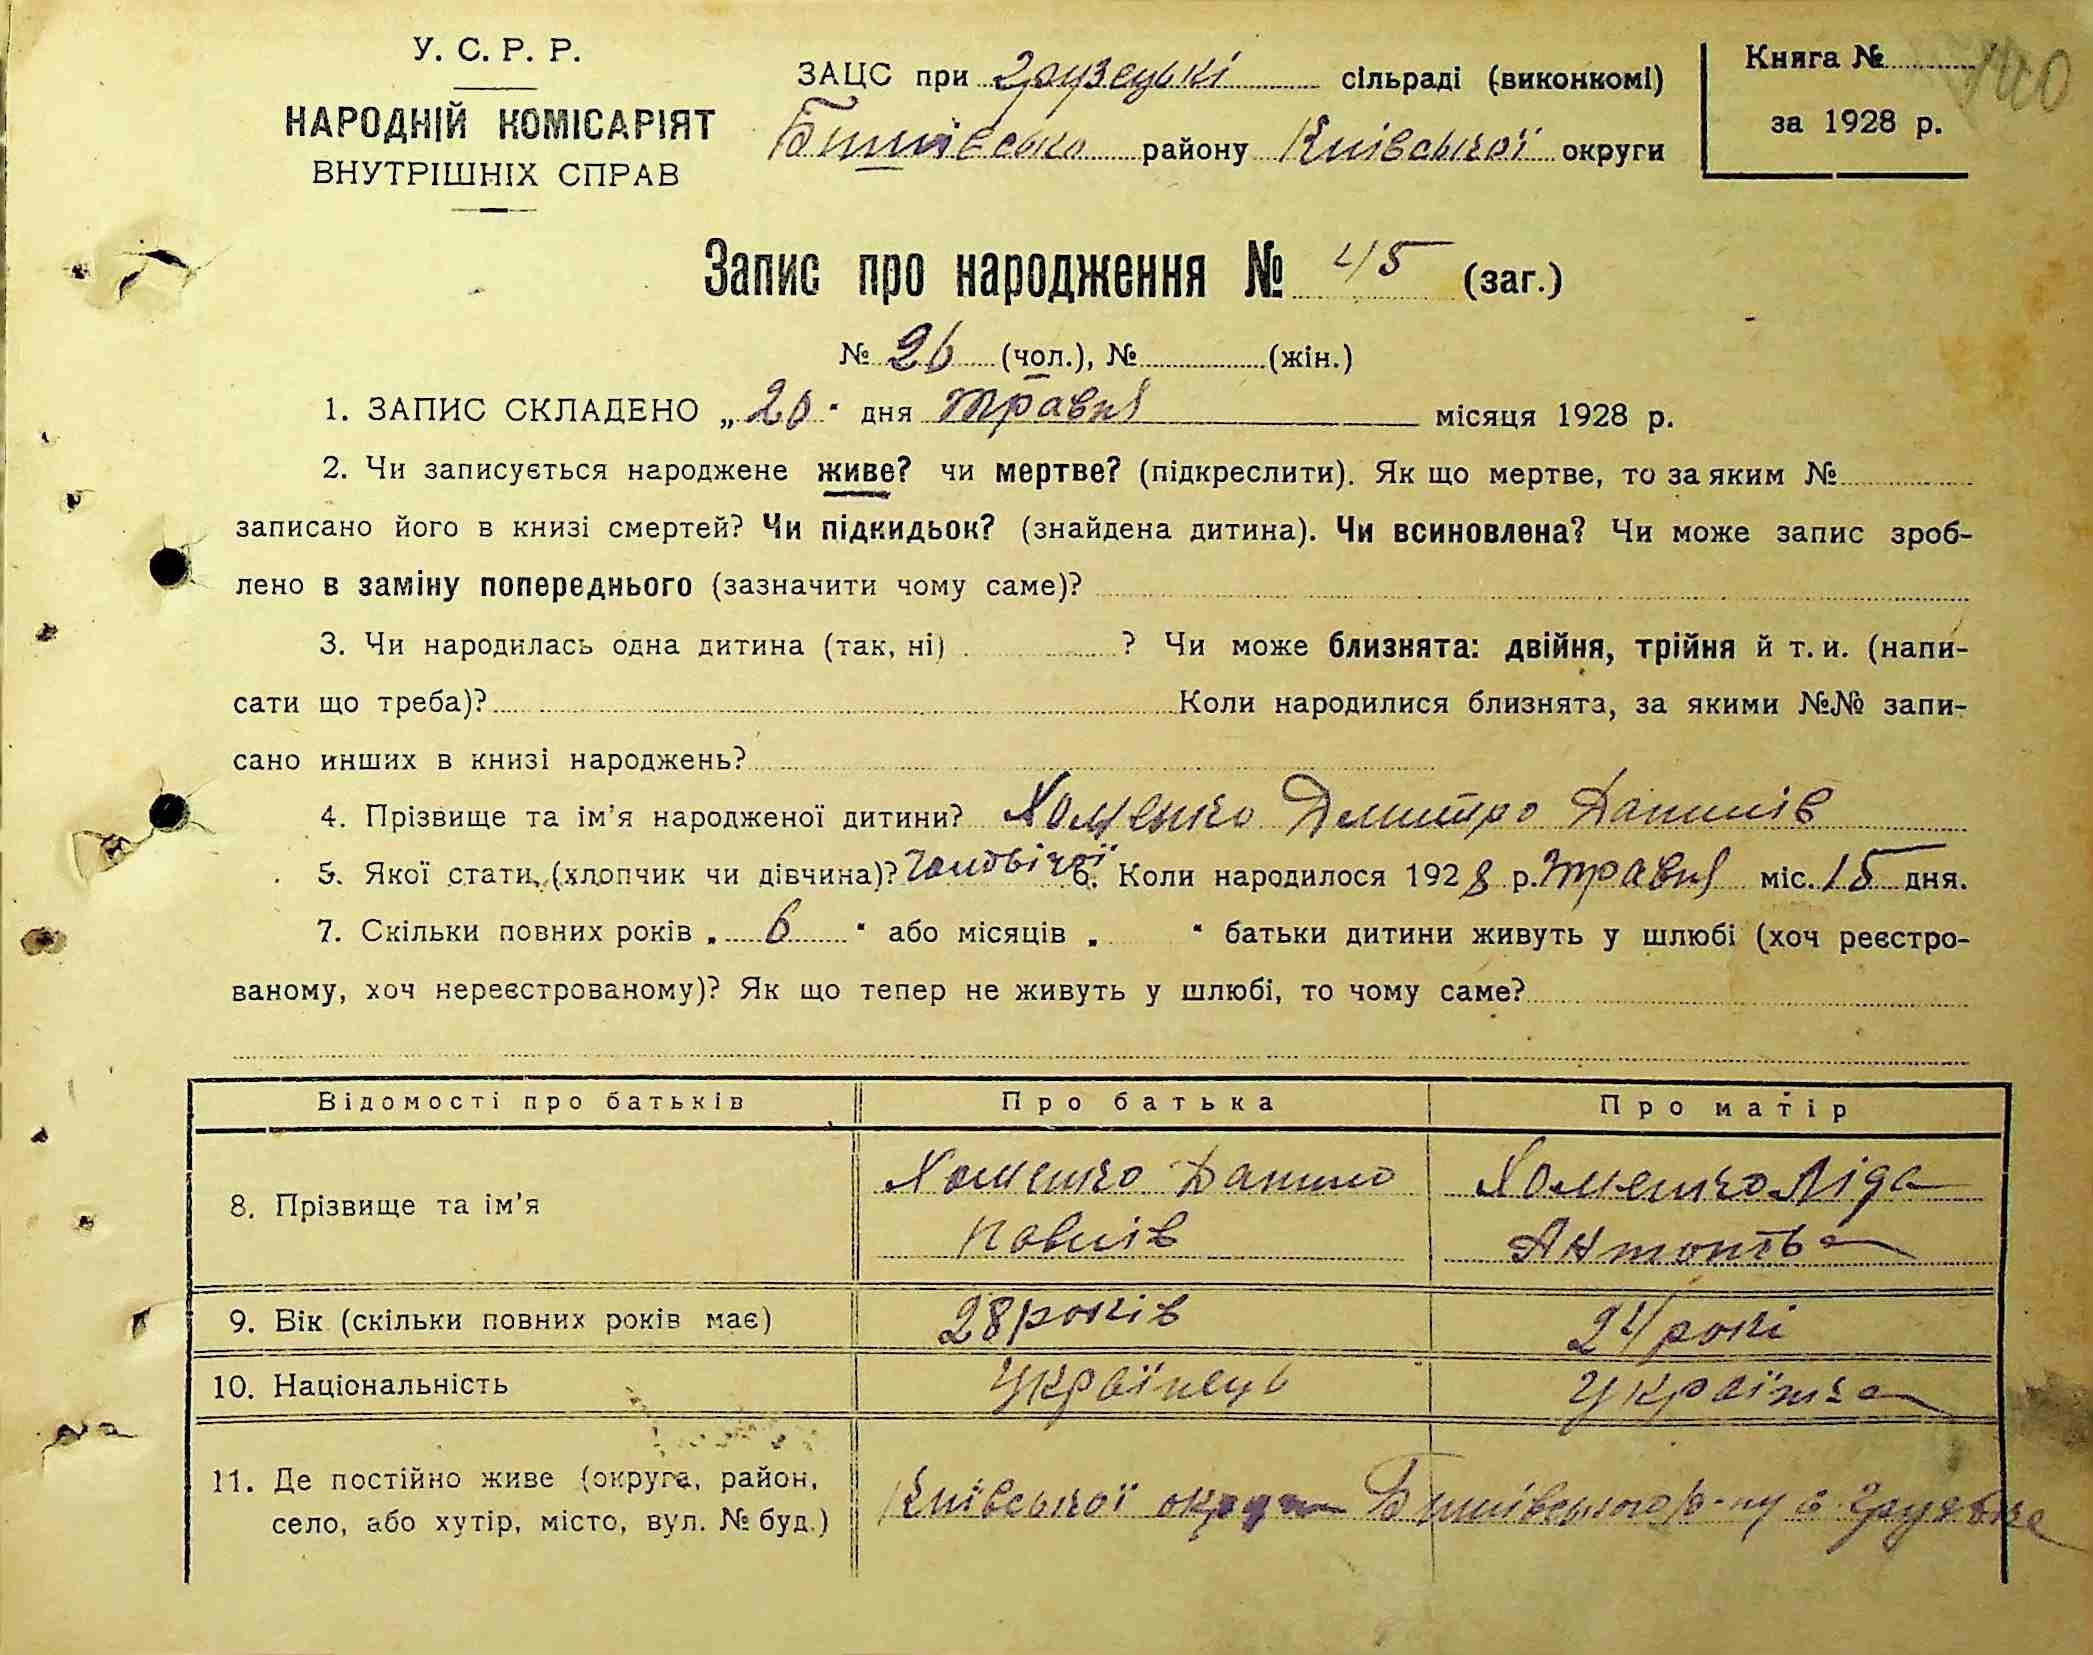 У. С. Р. Р.
НАРОДНІЙ КОМІСАРІЯТ
ВНУТРІШНІХ СПРАВ
ЗАЦС при Грузецькі сільраді (виконкомі)
Бишівсько району Київської округи
Книга № 140
за 1928 р.
Запис про народження № 45 (заг.)
№ 26 (чол.), № (жін.)
1. ЗАПИС СКЛАДЕНО „20" дня травня місяця 1928 р.
2. Чи записується народжене живе? чи мертве? (підкреслити). Як що мертве, то за яким №
записано його в книзі смертей? Чи підкидьок? (знайдена дитина). Чи всиновлена? Чи може запис зроб-
лено в заміну попереднього (зазначити чому саме)?
3. Чи народилась одна дитина (так, ні) ? Чи може близнята: двійня, трійня й т. и. (напи-
сати що треба)? Коли народилися близнята, за якими №№ запи-
сано инших в книзі народжень?
4. Прізвище та ім'я народженої дитини? Хоменко Дмитро Данилів
5. Якої стати (хлопчик чи дівчина)? чоловічої 6. Коли народилося 1928 р. травня міс. 15 дня.
7. Скільки повних років „ 6 " або місяців „ " батьки дитини живуть у шлюбі (хоч реєстро-
ваному, хоч нереєстрованому)? Як що тепер не живуть у шлюбі, то чому саме?
Відомості про батьків Про батька Про матір
8. Прізвище та ім'я Хоменко Данило Хоменко Ліда
Павлів Антонівна
9. Вік (скільки повних років має) 28 років 24 рокі
10. Національність Українець Українка
11. Де постійно живе (округа, район, Київської округи Бишівського р-ну с. Грузьке
село, або хутір, місто, вул. № буд.)